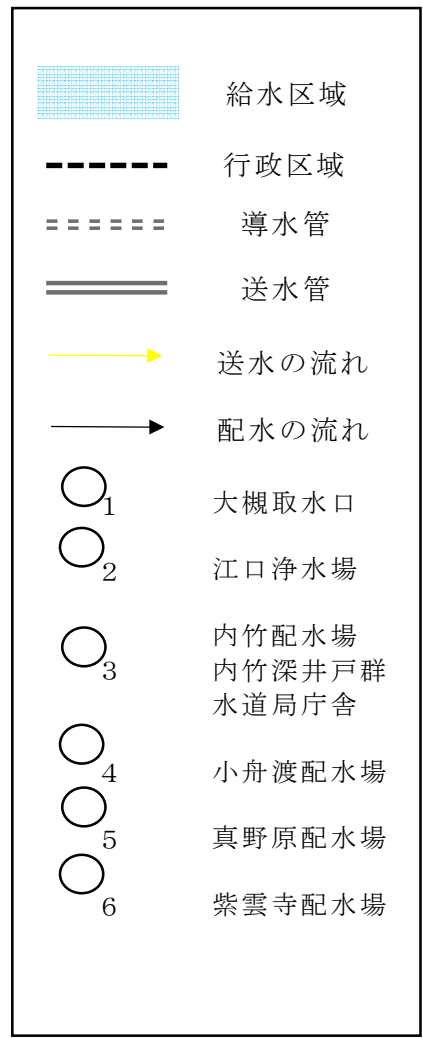 給水区域
行政区域
導水管
送水管
送水の流れ
配水の流れ
1 大槻取水口
2 江口浄水場
内竹配水場
3 内竹深井戸群
水道局庁舎
4 小舟渡配水場
5 真野原配水場
6 紫雲寺配水場